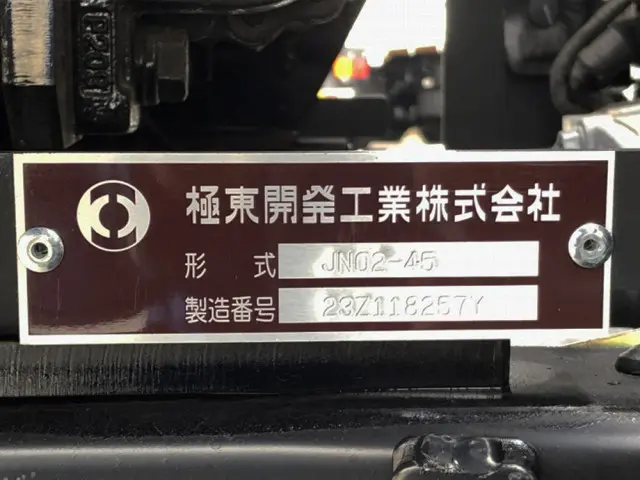 極東開発工業株式会社
形 式 JN02-45
製造番号 23Z118257Y